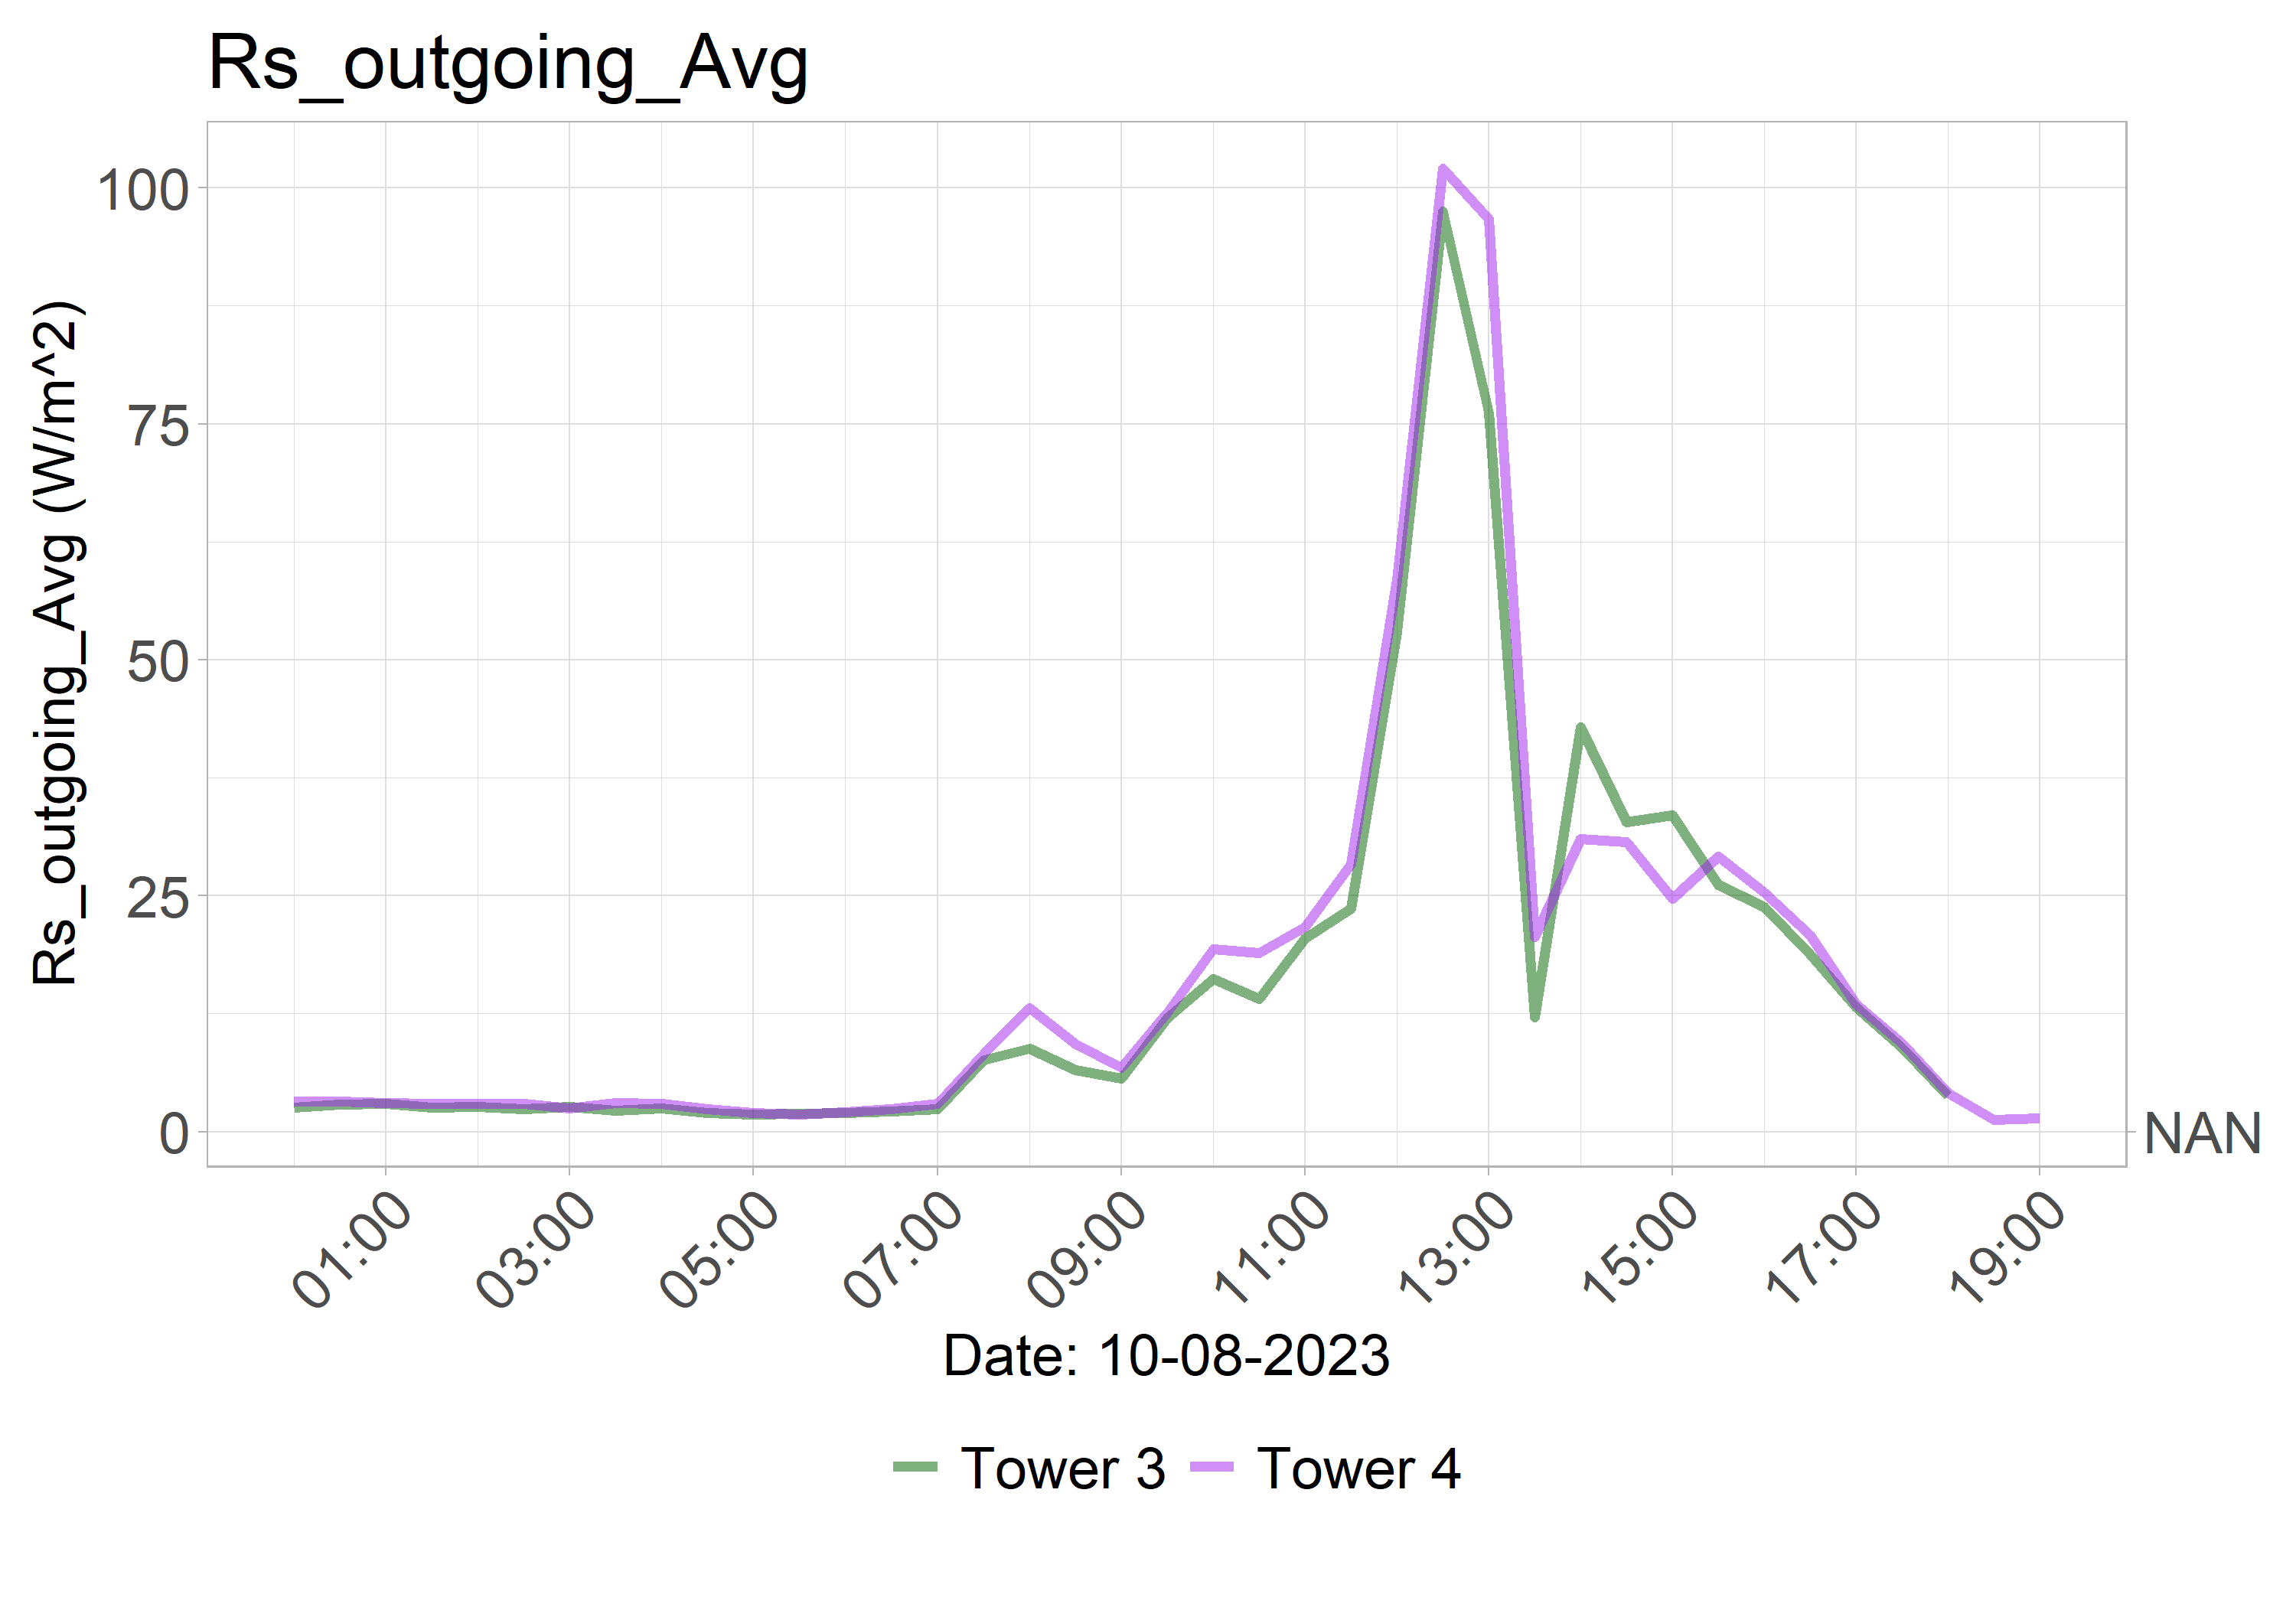 Rs_outgoing_Avg
Rs_outgoing_Avg (W/m^2)
100
75
50
25
0
NAN
01:00
03:00
05:00
07:00
09:00
11:00
13:00
15:00
17:00
19:00
Date: 10-08-2023
Tower 3
Tower 4